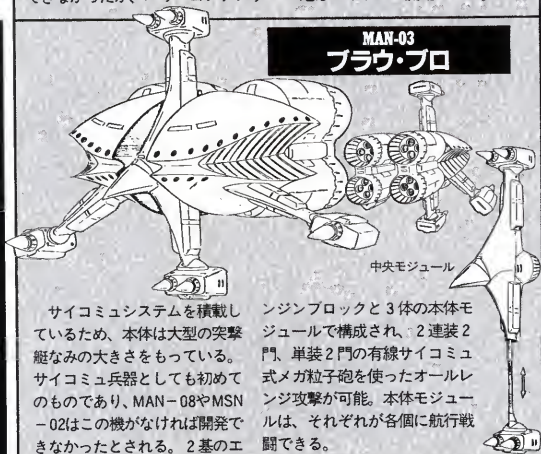 MAN-03
ブラウ・ブロ
中央モジュール
サイコミュシステムを積載し
ているため、本体は大型の突撃
艇なみの大きさをもっている。
サイコミュ兵器としても初めて
のものであり、MAN-08やMSN
-02はこの機がなければ開発で
きなかったとされる。2基のエ
ンジンブロックと3体の本体モ
ジュールで構成され、2連装2
門、単装2門の有線サイコミュ
式メガ粒子砲を使ったオールレ
ンジ攻撃が可能。本体モジュー
ルは、それぞれが各個に航行戦
闘できる。